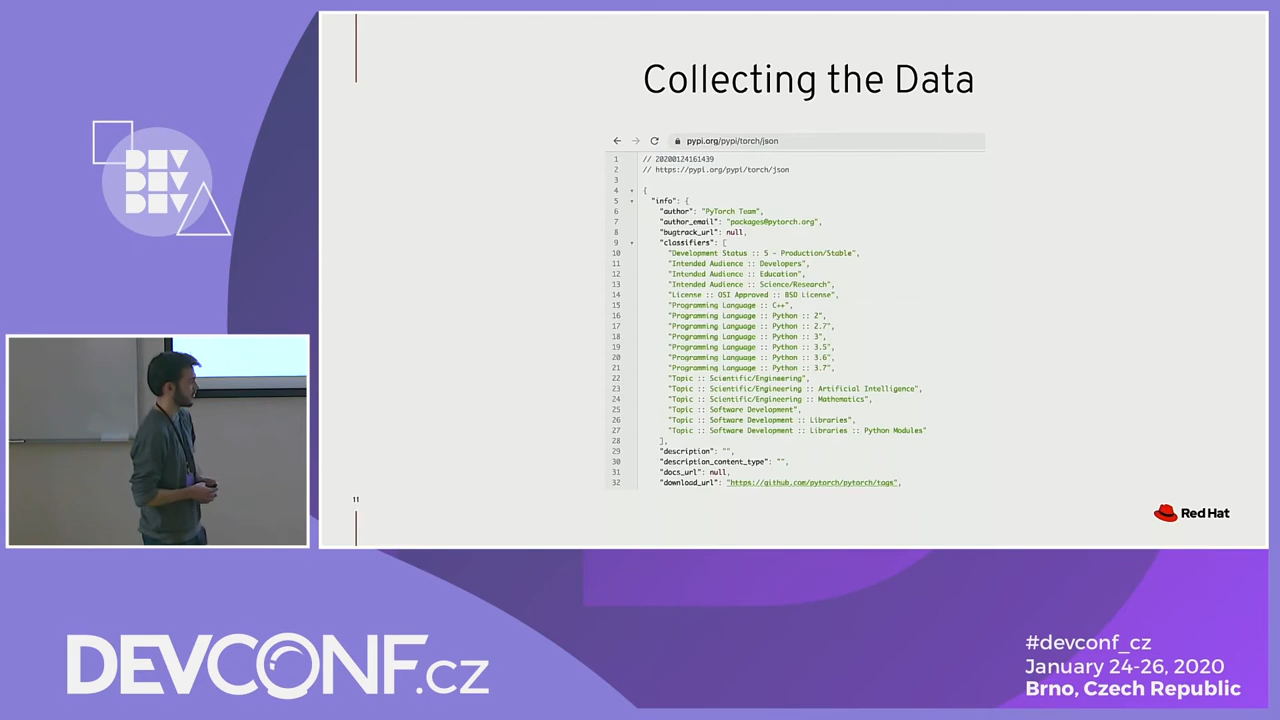 DEV
DEV
DEV
Collecting the Data
pypi.org/pypi/torch/json
1 // 20200124161439
2 // https://pypi.org/pypi/torch/json
3
4 {
5 "info": {
6 "author": "PyTorch Team",
7 "author_email": "packages@pytorch.org",
8 "bugtrack_url": null,
9 "classifiers": [
10 "Development Status :: 5 - Production/Stable",
11 "Intended Audience :: Developers",
12 "Intended Audience :: Education",
13 "Intended Audience :: Science/Research",
14 "License :: OSI Approved :: BSD License",
15 "Programming Language :: C++",
16 "Programming Language :: Python :: 2",
17 "Programming Language :: Python :: 2.7",
18 "Programming Language :: Python :: 3",
19 "Programming Language :: Python :: 3.5",
20 "Programming Language :: Python :: 3.6",
21 "Programming Language :: Python :: 3.7",
22 "Topic :: Scientific/Engineering",
23 "Topic :: Scientific/Engineering :: Artificial Intelligence",
24 "Topic :: Scientific/Engineering :: Mathematics",
25 "Topic :: Software Development",
26 "Topic :: Software Development :: Libraries",
27 "Topic :: Software Development :: Libraries :: Python Modules"
28 ],
29 "description": "",
30 "description_content_type": "",
31 "docs_url": null,
32 "download_url": "https://github.com/pytorch/pytorch/tags",
11
Red Hat
DEVCONF.cz
#devconf_cz
January 24-26, 2020
Brno, Czech Republic